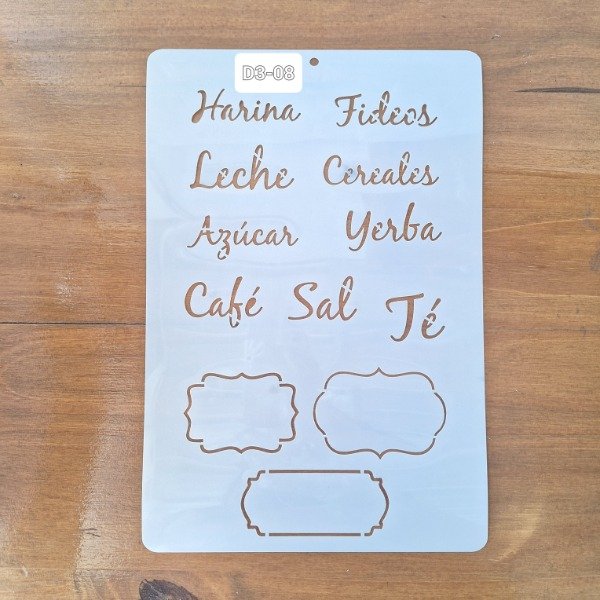 D3-08
Harina Fideos
Leche Cereales
Azúcar Yerba
Café Sal Té